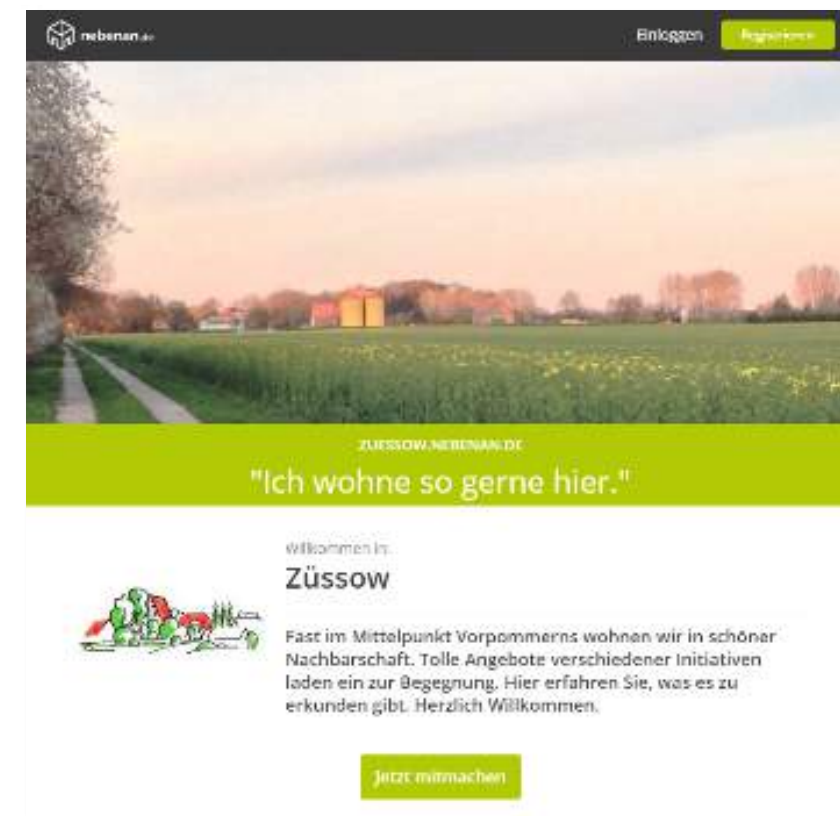 nebenan.de
Einloggen
Registrieren
ZUESSOW.NEBENAN.DE
"Ich wohne so gerne hier."
Willkommen in:
Züssow
Fast im Mittelpunkt Vorpommerns wohnen wir in schöner
Nachbarschaft. Tolle Angebote verschiedener Initiativen
laden ein zur Begegnung. Hier erfahren Sie, was es zu
erkunden gibt. Herzlich Willkommen.
Jetzt mitmachen